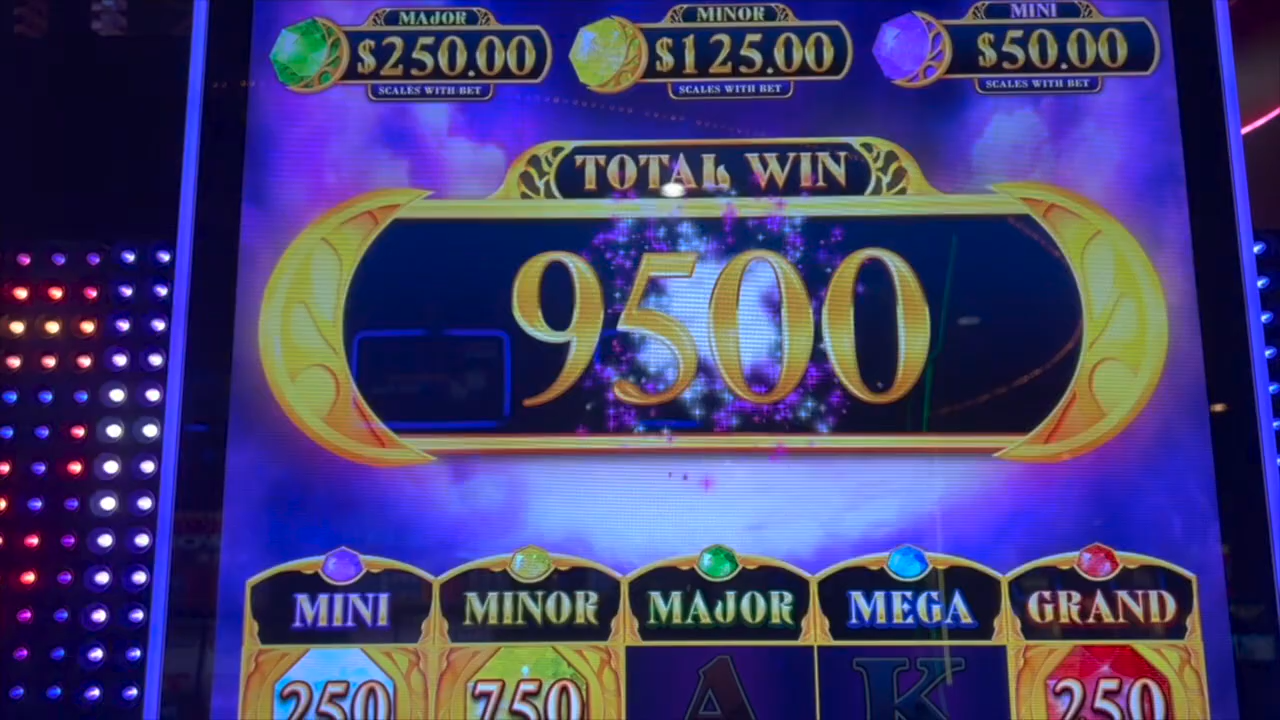 MAJOR
$250.00
SCALES WITH BET
MINOR
$125.00
SCALES WITH BET
MINI
$50.00
SCALES WITH BET
TOTAL WIN
9500
MINI
MINOR
MAJOR
MEGA
GRAND
250
750
A
K
250